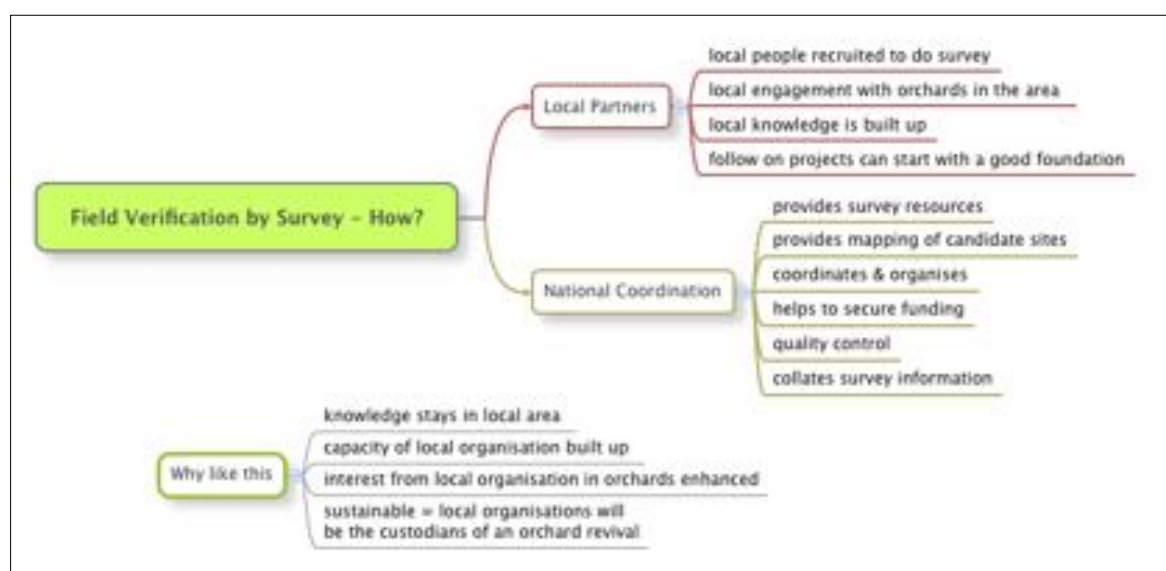 Field Verification by Survey - How?
Local Partners
local people recruited to do survey
local engagement with orchards in the area
local knowledge is built up
follow on projects can start with a good foundation
National Coordination
provides survey resources
provides mapping of candidate sites
coordinates & organises
helps to secure funding
quality control
collates survey information
Why like this
knowledge stays in local area
capacity of local organisation built up
interest from local organisation in orchards enhanced
sustainable = local organisations will
be the custodians of an orchard revival